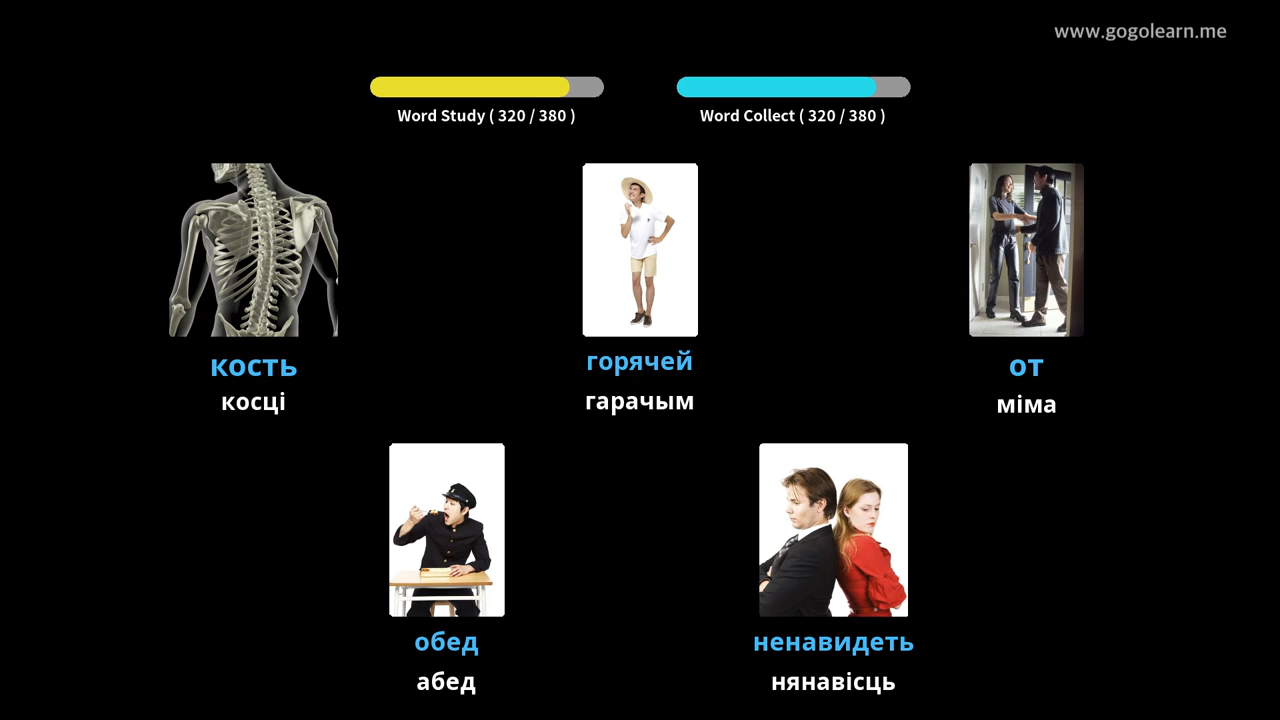 www.gogolearn.me
Word Study ( 320 / 380 )
Word Collect ( 320 / 380 )
кость
косці
горячей
гарачым
от
міма
обед
абед
ненавидеть
нянавісць